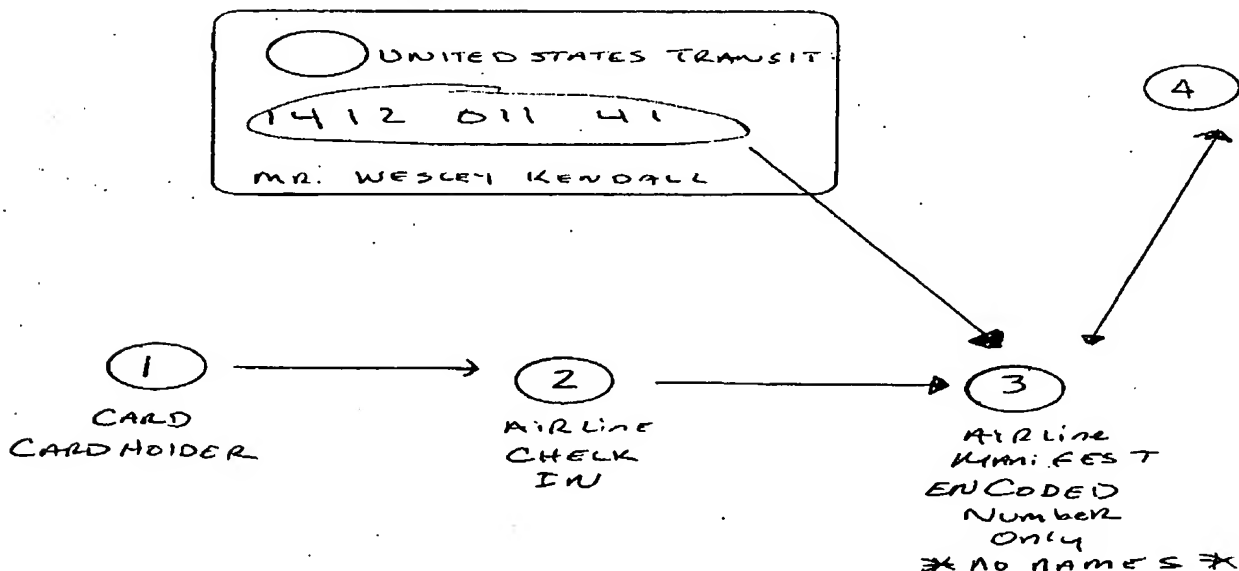 UNITED STATES TRANSIT
1412 011 41
MR. WESLEY KENDALL
4
1
CARD
CARDHOLDER
2
AIRLINE
CHECK
IN
3
AIRLINE
MANIFEST
ENCODED
Number
Only
* NO NAMES *